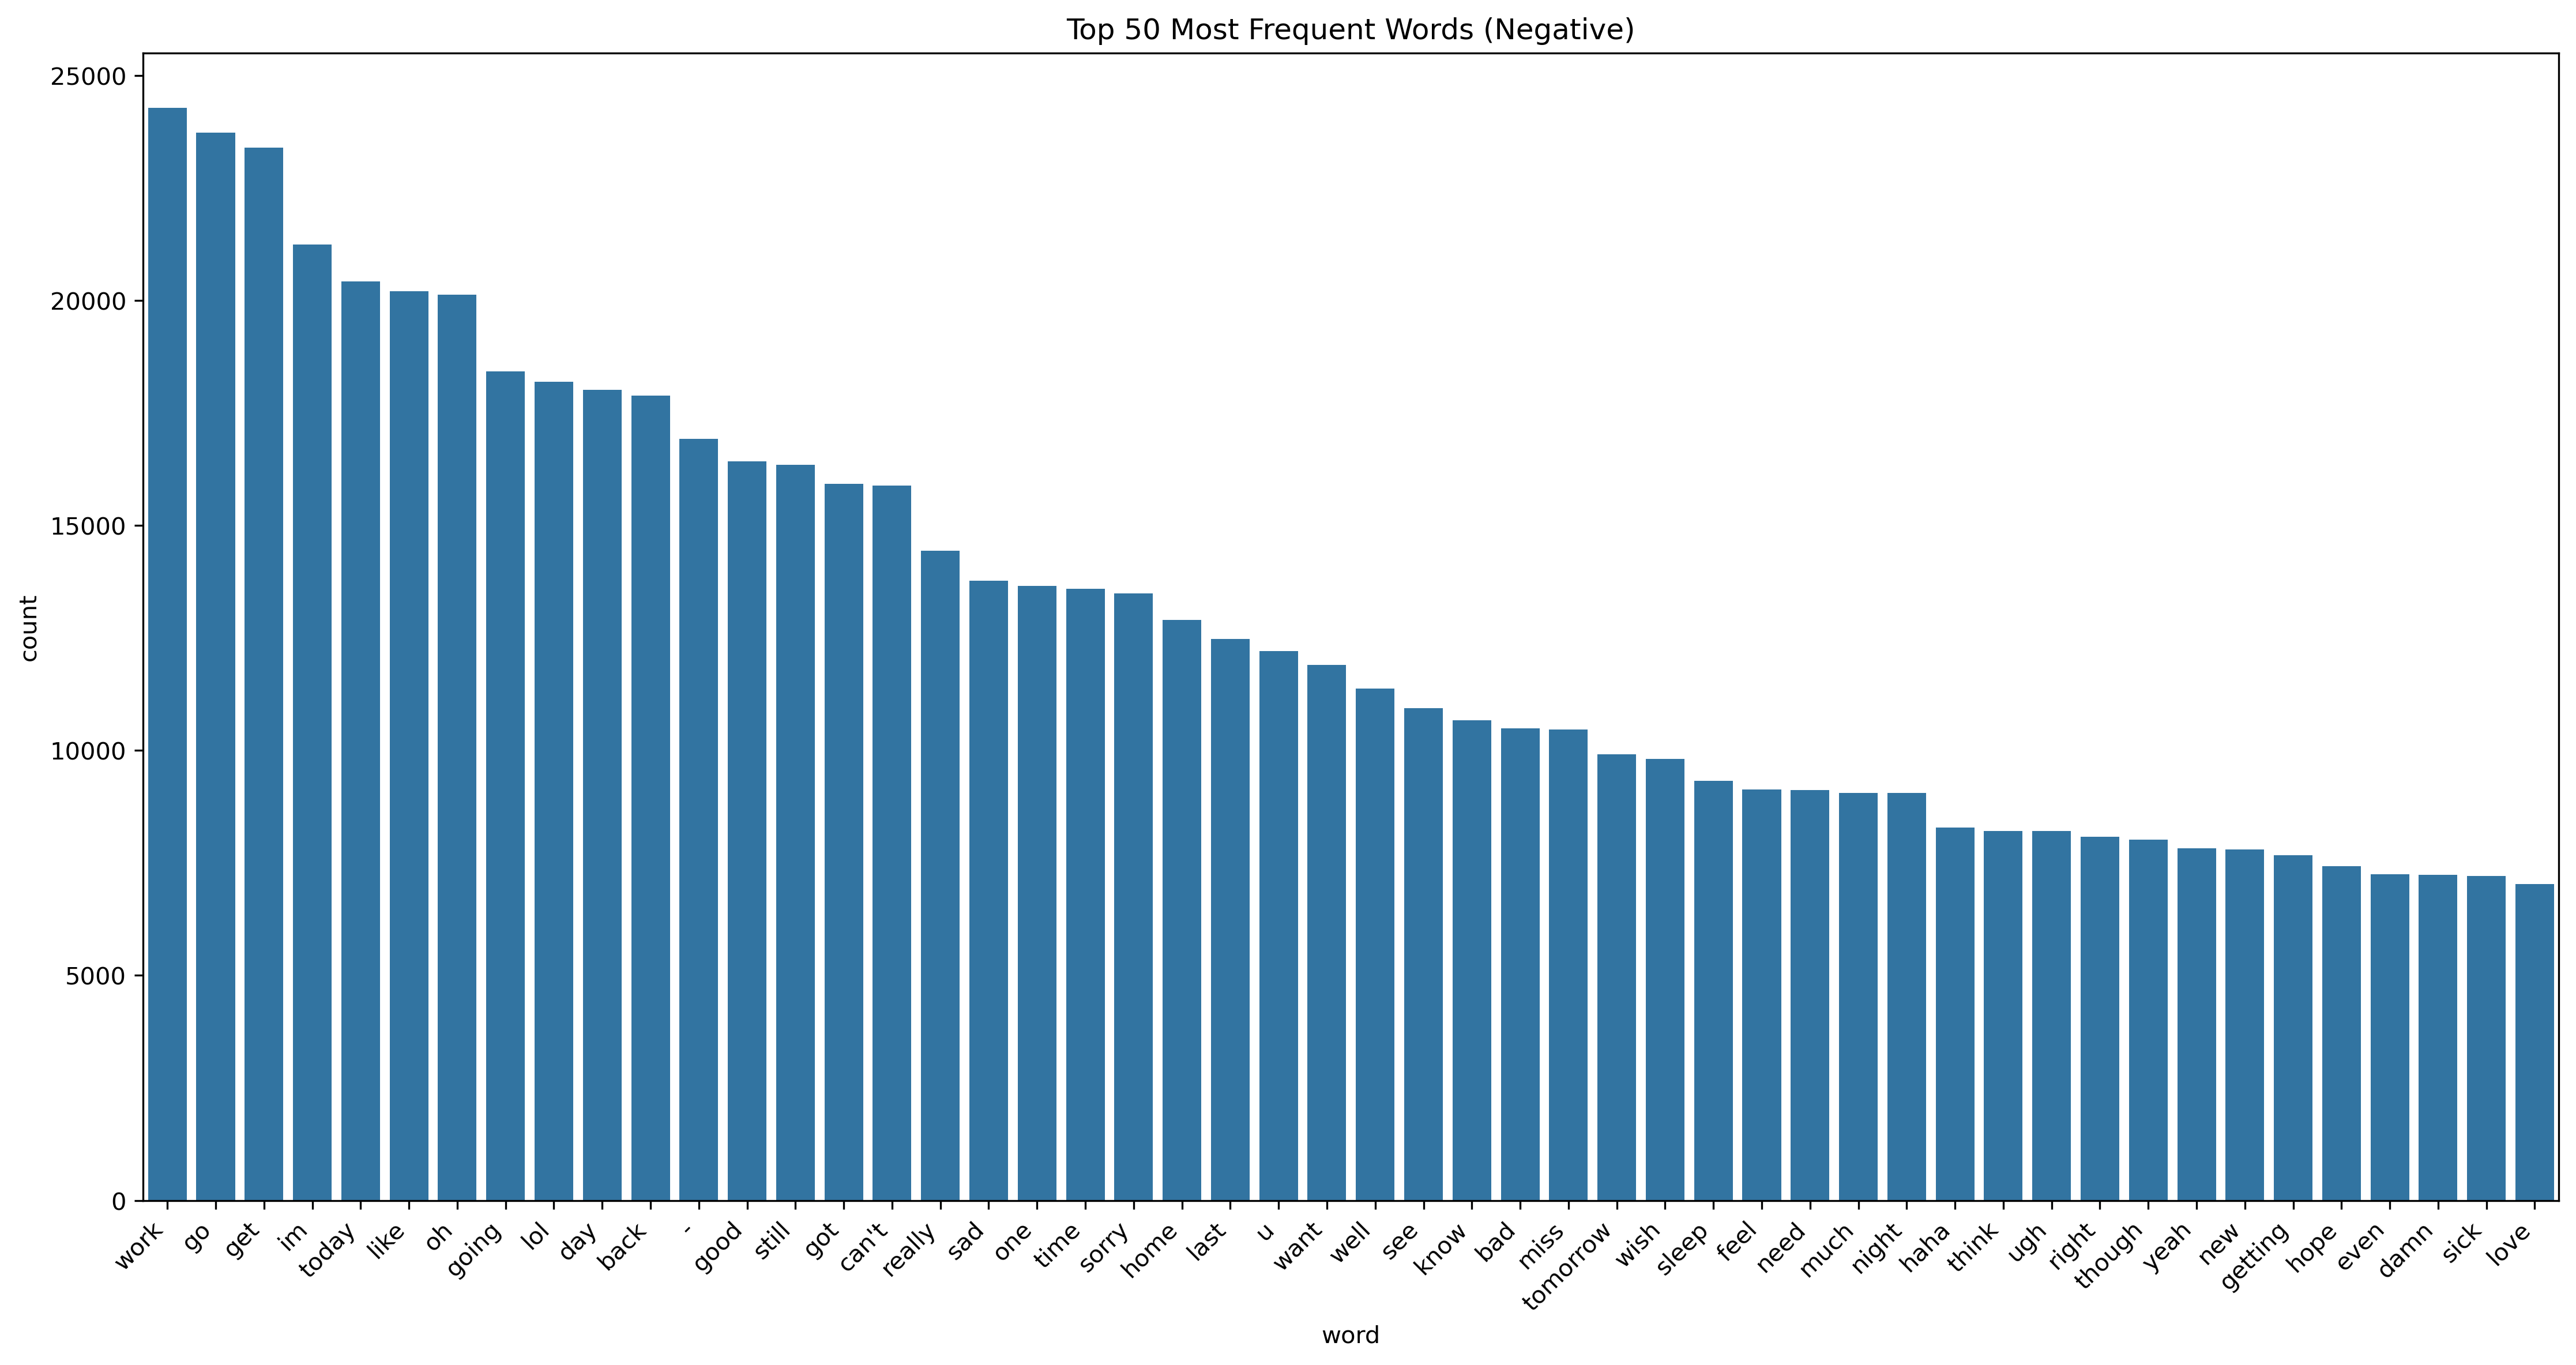 Top 50 Most Frequent Words (Negative)
25000
20000
15000
10000
5000
0
count
work
go
get
im
today
like
oh
going
lol
day
back
-
good
still
got
can't
really
sad
one
time
sorry
home
last
u
want
well
see
know
bad
miss
tomorrow
wish
sleep
feel
need
much
night
haha
think
ugh
right
though
yeah
new
getting
hope
even
damn
sick
love
word